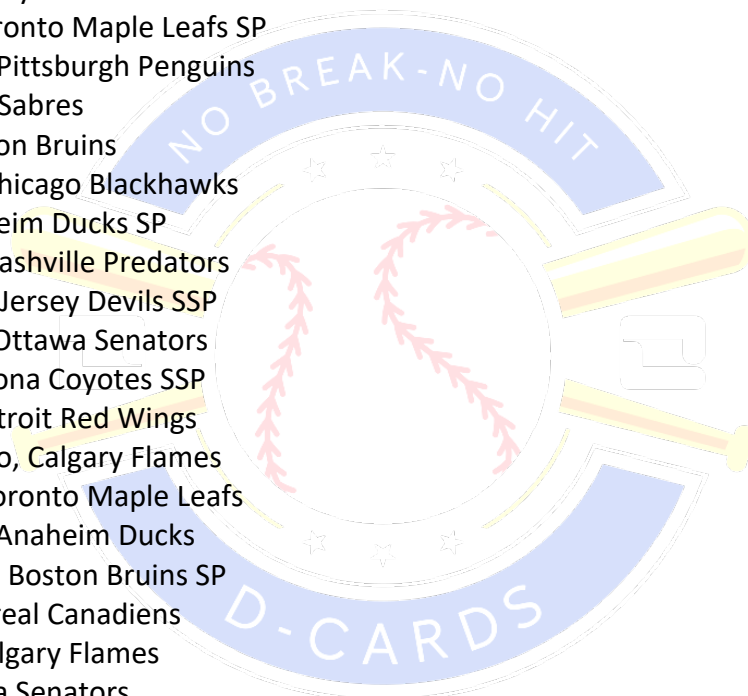 ronto Maple Leafs SP
Pittsburgh Penguins
Sabres
on Bruins
hicago Blackhawks
eim Ducks SP
ashville Predators
Jersey Devils SSP
Ottawa Senators
ona Coyotes SSP
troit Red Wings
o, Calgary Flames
oronto Maple Leafs
Anaheim Ducks
Boston Bruins SP
real Canadiens
lgary Flames
a Senators
NO BREAK-NO HIT
D-CARDS